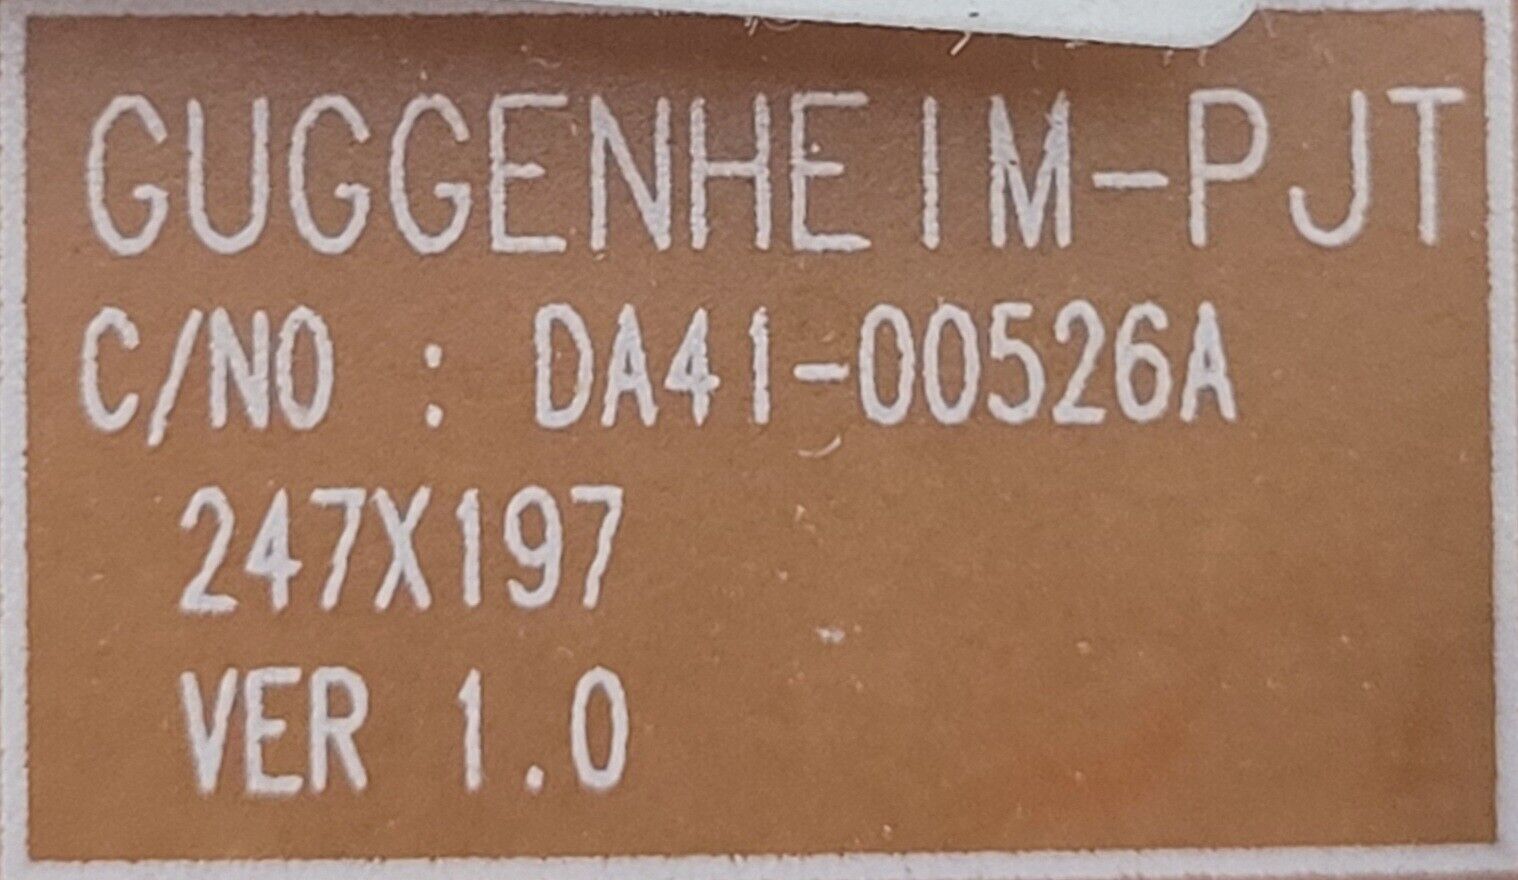 GUGGENHEIM-PJT
C/NO : DA41-00526A
247X197
VER 1.0